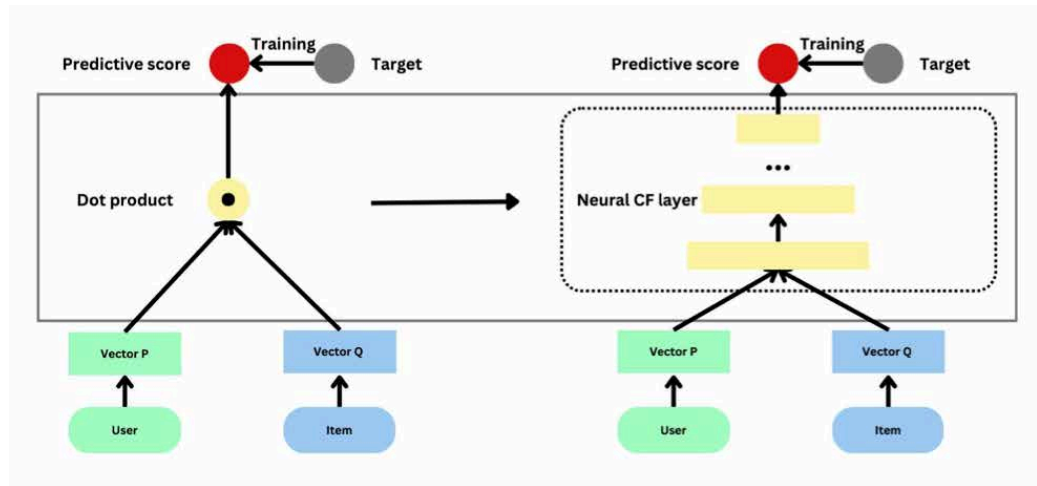 Training
Predictive score
Target
Dot product
Vector P
Vector Q
User
Item
Training
Predictive score
Target
...
Neural CF layer
Vector P
Vector Q
User
Item